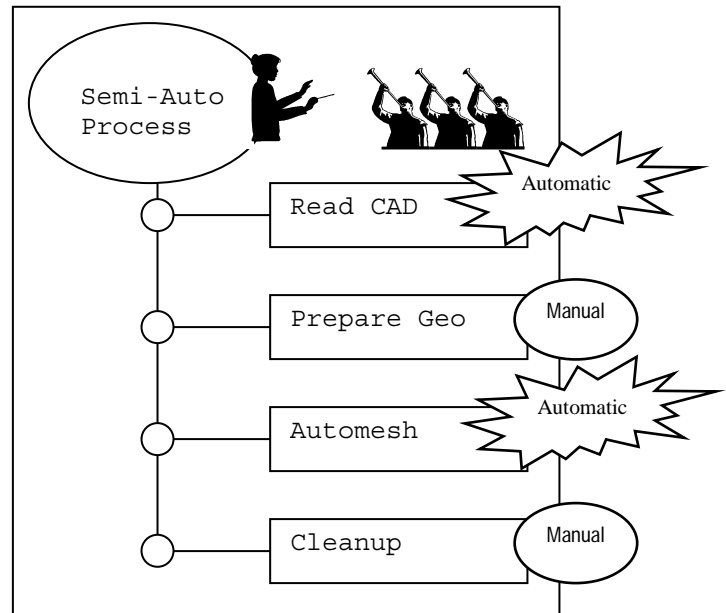 Semi-Auto
Process
Read CAD
Automatic
Prepare Geo
Manual
Automesh
Automatic
Cleanup
Manual